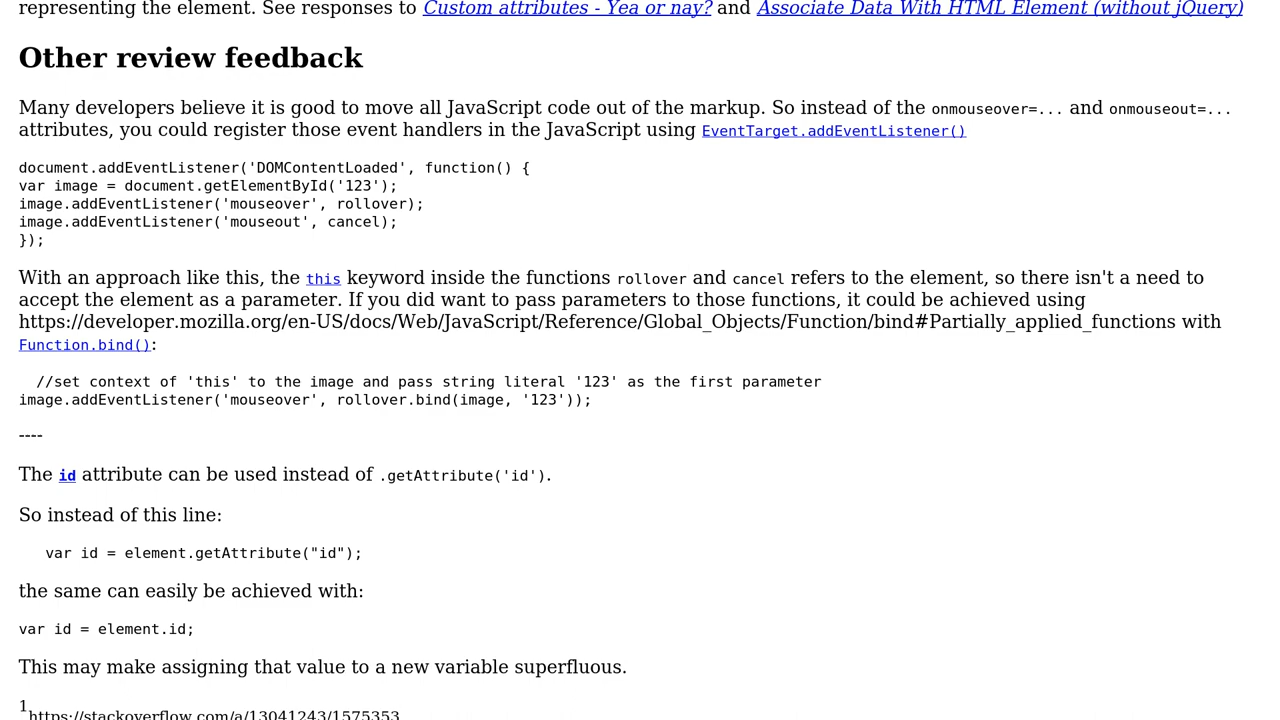 representing the element. See responses to Custom attributes - Yea or nay? and Associate Data With HTML Element (without jQuery)
Other review feedback
Many developers believe it is good to move all JavaScript code out of the markup. So instead of the onmouseover=... and onmouseout=...
attributes, you could register those event handlers in the JavaScript using EventTarget.addEventListener()
document.addEventListener('DOMContentLoaded', function() {
var image = document.getElementById('123');
image.addEventListener('mouseover', rollover);
image.addEventListener('mouseout', cancel);
});
With an approach like this, the this keyword inside the functions rollover and cancel refers to the element, so there isn't a need to
accept the element as a parameter. If you did want to pass parameters to those functions, it could be achieved using
https://developer.mozilla.org/en-US/docs/Web/JavaScript/Reference/Global_Objects/Function/bind#Partially_applied_functions with
Function.bind():
  //set context of 'this' to the image and pass string literal '123' as the first parameter
image.addEventListener('mouseover', rollover.bind(image, '123'));
----
The id attribute can be used instead of .getAttribute('id').
So instead of this line:
   var id = element.getAttribute("id");
the same can easily be achieved with:
var id = element.id;
This may make assigning that value to a new variable superfluous.
1https://stackoverflow.com/a/13041243/1575353